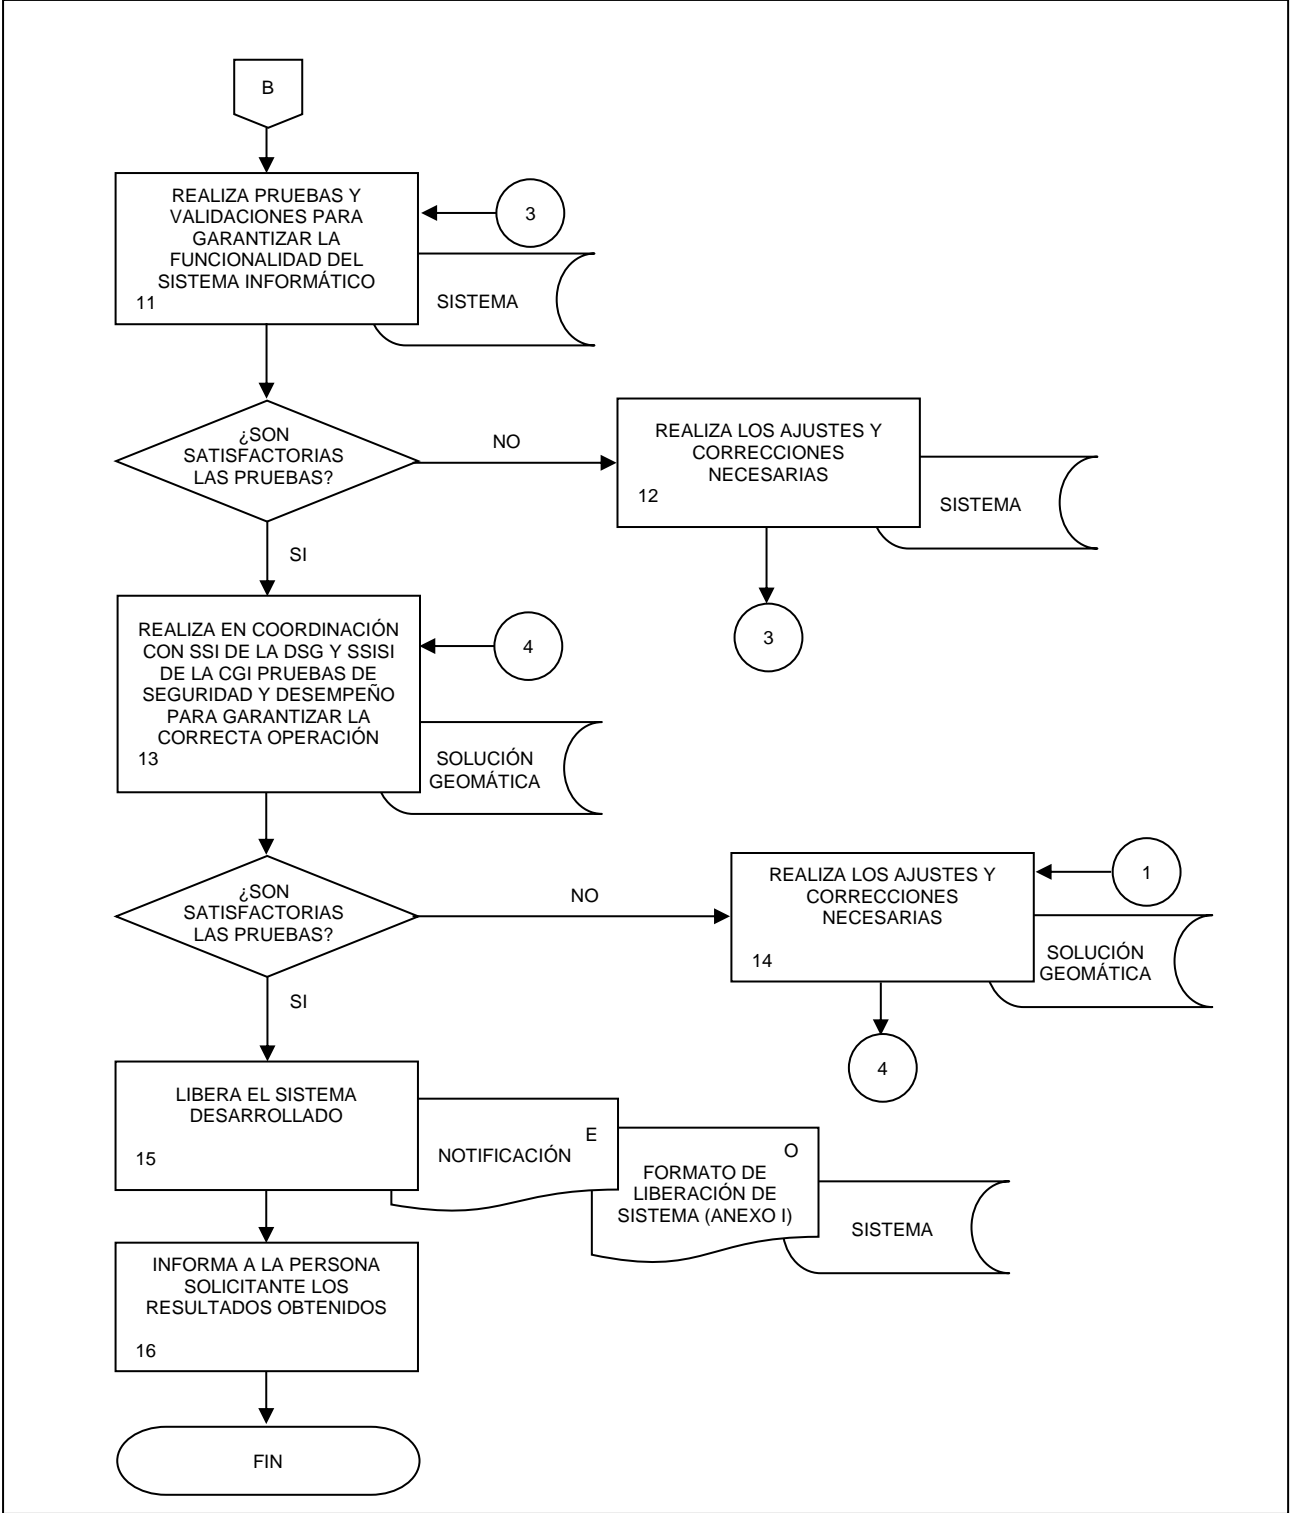 B
REALIZA PRUEBAS Y
VALIDACIONES PARA
GARANTIZAR LA
FUNCIONALIDAD DEL
SISTEMA INFORMÁTICO
11
3
SISTEMA
¿SON
SATISFACTORIAS
LAS PRUEBAS?
NO
REALIZA LOS AJUSTES Y
CORRECCIONES
NECESARIAS
12
SISTEMA
3
SI
REALIZA EN COORDINACIÓN
CON SSI DE LA DSG Y SSISI
DE LA CGI PRUEBAS DE
SEGURIDAD Y DESEMPEÑO
PARA GARANTIZAR LA
CORRECTA OPERACIÓN
13
4
SOLUCIÓN
GEOMÁTICA
¿SON
SATISFACTORIAS
LAS PRUEBAS?
NO
REALIZA LOS AJUSTES Y
CORRECCIONES
NECESARIAS
14
1
SOLUCIÓN
GEOMÁTICA
4
SI
LIBERA EL SISTEMA
DESARROLLADO
15
E
NOTIFICACIÓN
O
FORMATO DE
LIBERACIÓN DE
SISTEMA (ANEXO I)
SISTEMA
INFORMA A LA PERSONA
SOLICITANTE LOS
RESULTADOS OBTENIDOS
16
FIN